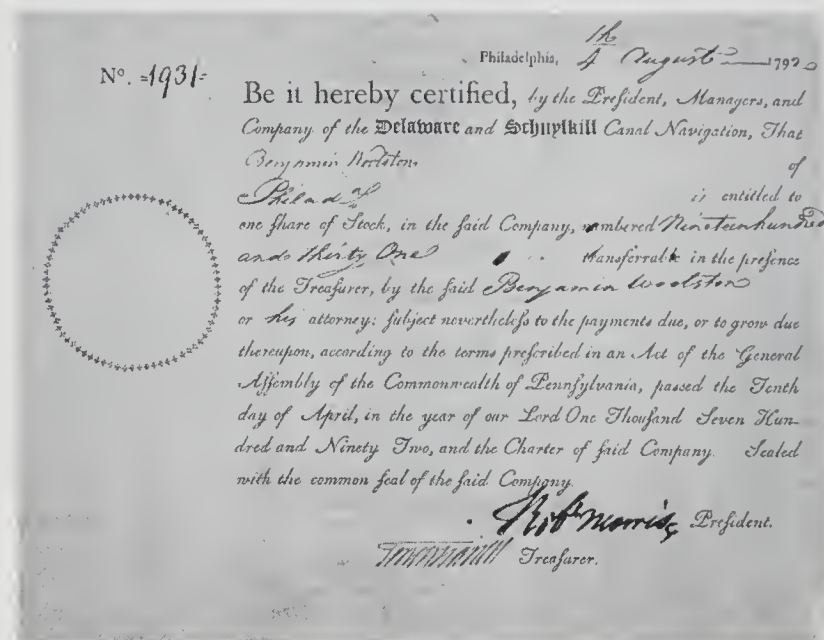 Philadelphia, 4th August 179
No. 1931
Be it hereby certified, by the President, Managers, and
Company of the Delaware and Schuylkill Canal Navigation, That
Benjamin Woolston of
Philada is entitled to
one share of Stock, in the ſaid Company, numbered Nineteen hundred
and thirty One transferrable in the preſence
of the Treaſurer, by the ſaid Benjamin Woolston
or his attorney; ſubject nevertheleſs to the payments due, or to grow due
thereupon, according to the terms preſcribed in an Act of the General
Aſſembly of the Commonwealth of Pennſylvania, paſſed the Tenth
day of April, in the year of our Lord One Thouſand Seven Hun-
dred and Ninety Two, and the Charter of ſaid Company. Sealed
with the common ſeal of the ſaid Company.
Robt Morris, Preſident.
Treaſurer.